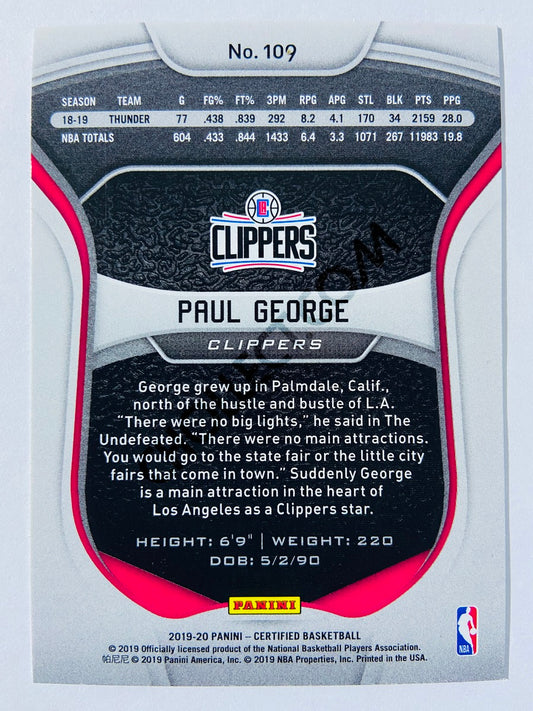 No. 109
SEASON TEAM G FG% FT% 3PM RPG APG STL BLK PTS PPG
18-19 THUNDER 77 .438 .839 292 8.2 4.1 170 34 2159 28.0
NBA TOTALS 604 .433 .844 1433 6.4 3.3 1071 267 11983 19.8
CLIPPERS
PAUL GEORGE
CLIPPERS
George grew up in Palmdale, Calif.,
north of the hustle and bustle of L.A.
“There were no big lights,” he said in The
Undefeated. “There were no main attractions.
You would go to the state fair or the little city
fairs that come in town.” Suddenly George
is a main attraction in the heart of
Los Angeles as a Clippers star.
HEIGHT: 6'9" | WEIGHT: 220
DOB: 5/2/90
PANINI
2019-20 PANINI – CERTIFIED BASKETBALL
© 2019 Officially licensed product of the National Basketball Players Association.
帕尼尼 © 2019 Panini America, Inc. © 2019 NBA Properties, Inc. Printed in the USA.
NBA